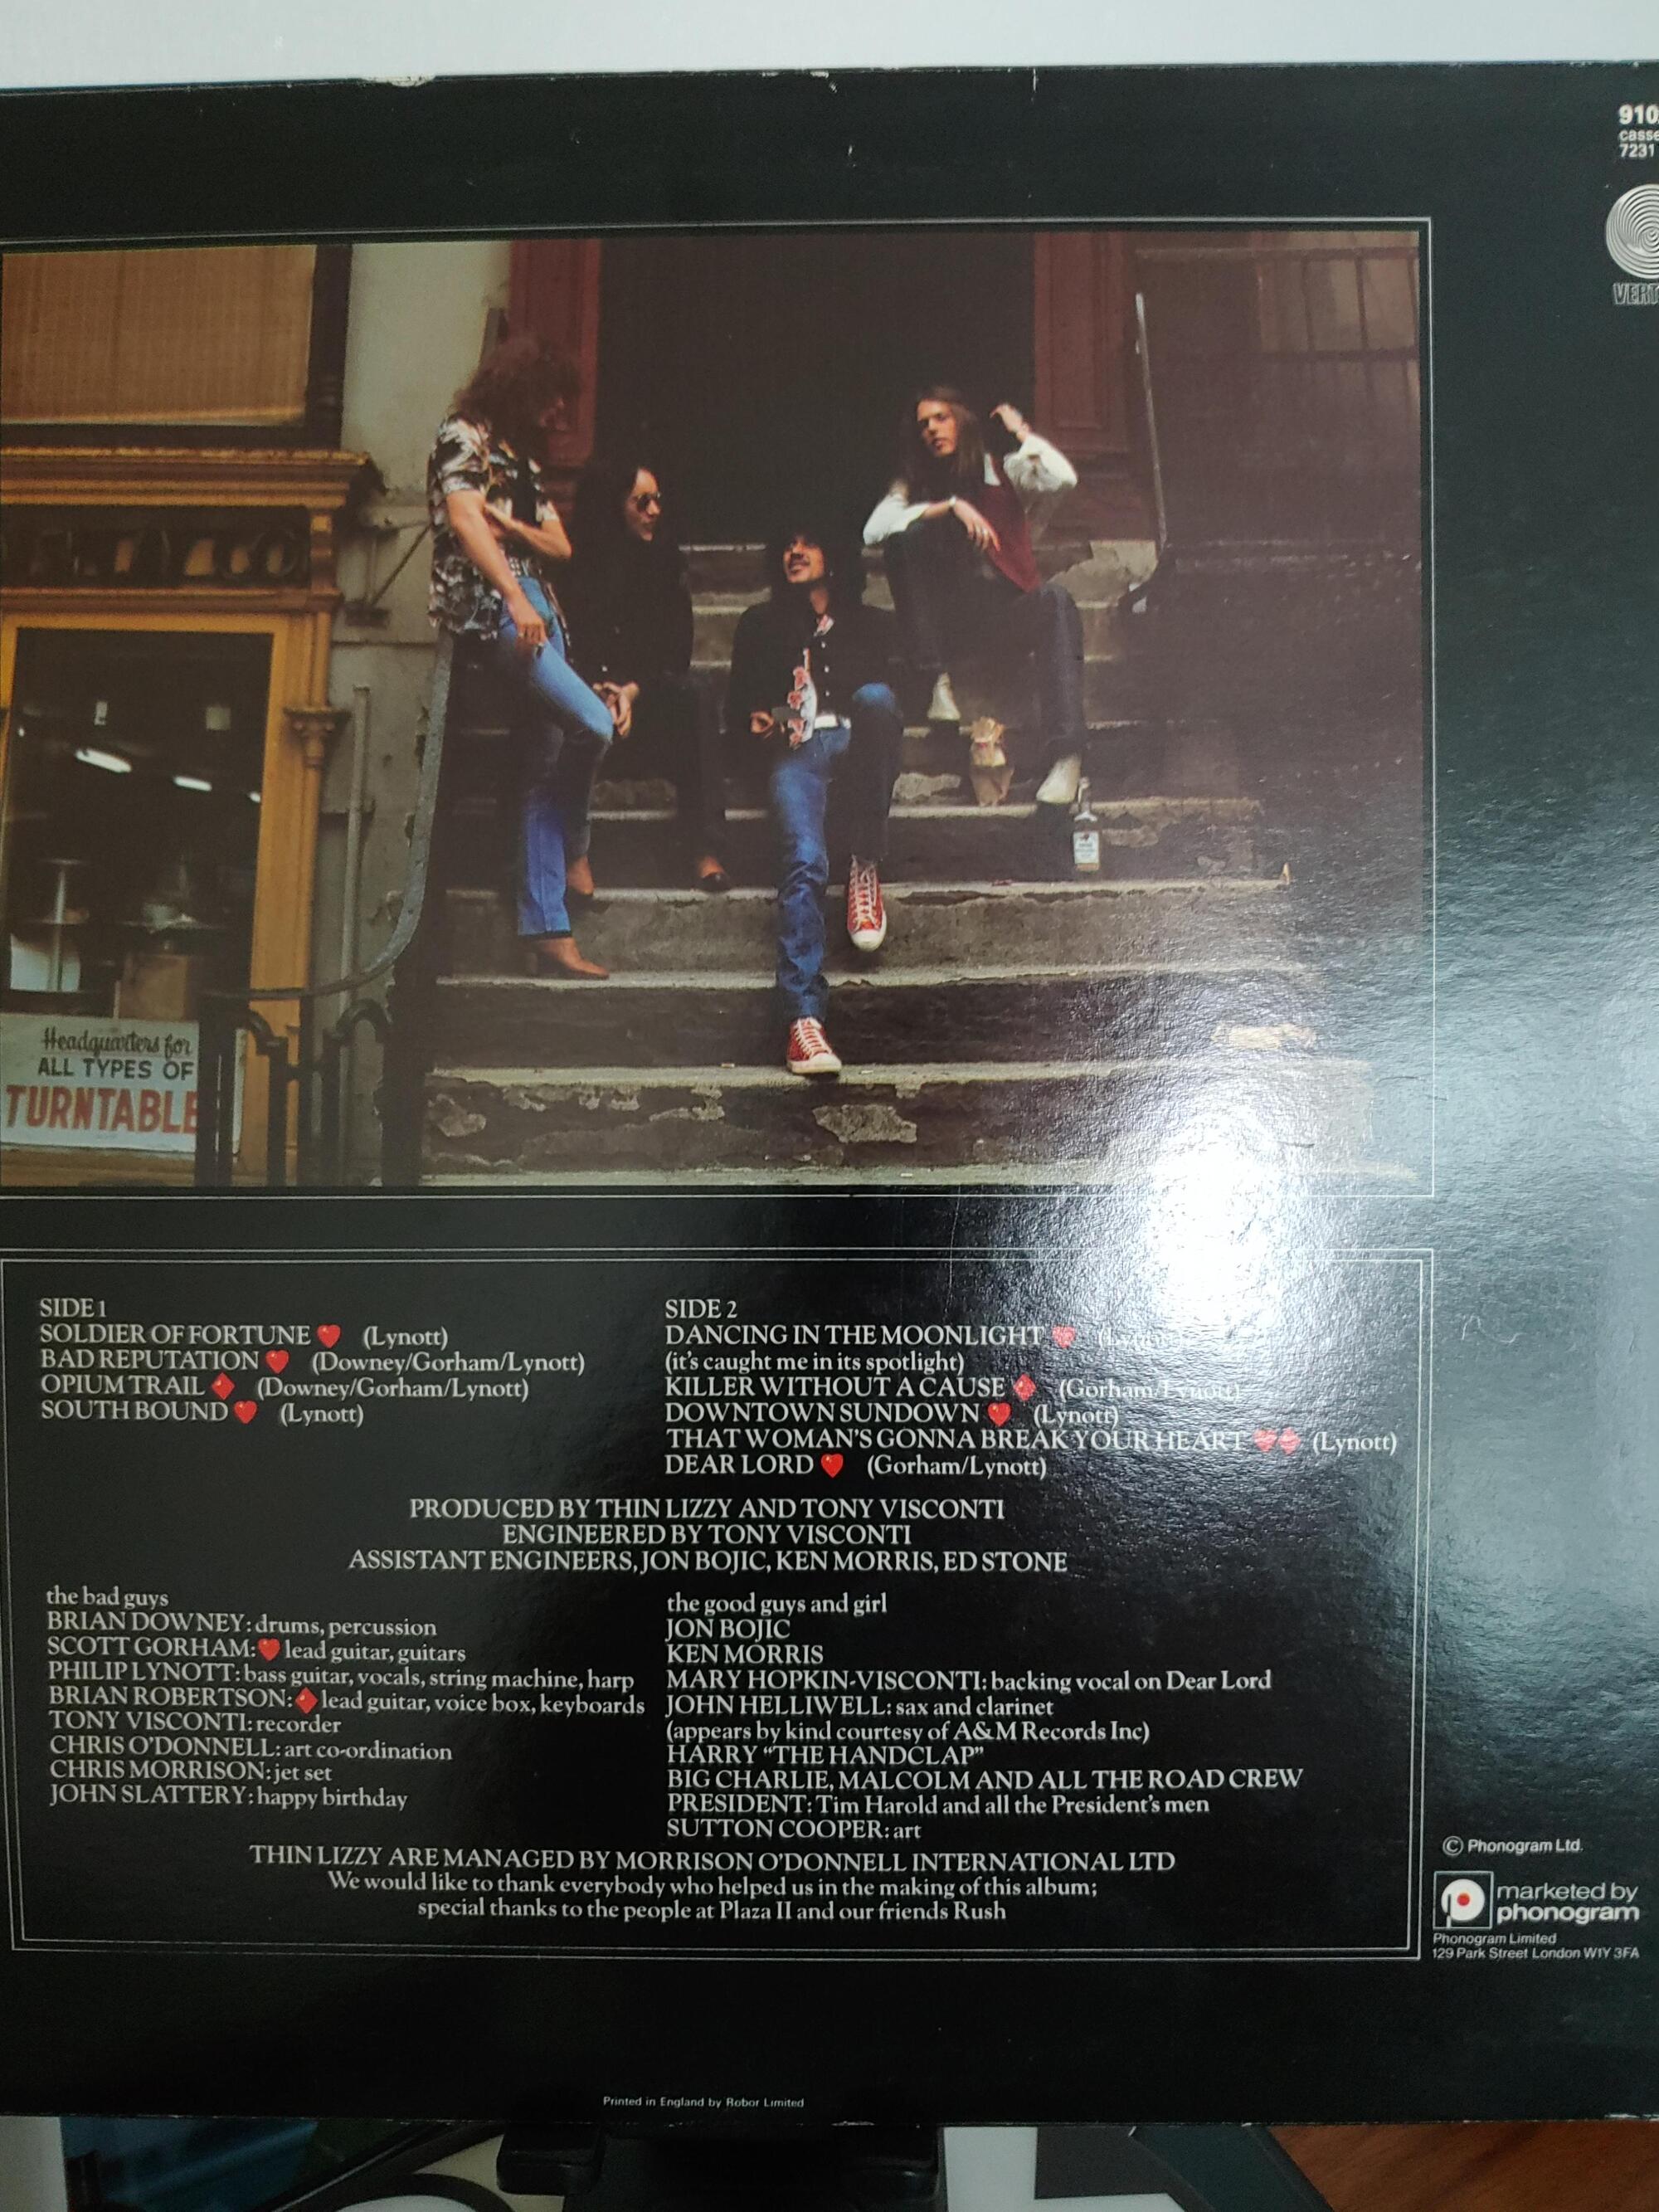 910
casse
7231
VERT
Headquarters for
ALL TYPES OF
TURNTABLE
SIDE 1
SOLDIER OF FORTUNE ♥ (Lynott)
BAD REPUTATION ♥ (Downey/Gorham/Lynott)
OPIUM TRAIL ♦ (Downey/Gorham/Lynott)
SOUTH BOUND ♥ (Lynott)
SIDE 2
DANCING IN THE MOONLIGHT ♥ (Lynott)
(it's caught me in its spotlight)
KILLER WITHOUT A CAUSE ♦ (Gorham/Lynott)
DOWNTOWN SUNDOWN ♥ (Lynott)
THAT WOMAN'S GONNA BREAK YOUR HEART ♥♦ (Lynott)
DEAR LORD ♥ (Gorham/Lynott)
PRODUCED BY THIN LIZZY AND TONY VISCONTI
ENGINEERED BY TONY VISCONTI
ASSISTANT ENGINEERS, JON BOJIC, KEN MORRIS, ED STONE
the bad guys
BRIAN DOWNEY: drums, percussion
SCOTT GORHAM: ♥ lead guitar, guitars
PHILIP LYNOTT: bass guitar, vocals, string machine, harp
BRIAN ROBERTSON: ♦ lead guitar, voice box, keyboards
TONY VISCONTI: recorder
CHRIS O'DONNELL: art co-ordination
CHRIS MORRISON: jet set
JOHN SLATTERY: happy birthday
the good guys and girl
JON BOJIC
KEN MORRIS
MARY HOPKIN-VISCONTI: backing vocal on Dear Lord
JOHN HELLIWELL: sax and clarinet
(appears by kind courtesy of A&M Records Inc)
HARRY "THE HANDCLAP"
BIG CHARLIE, MALCOLM AND ALL THE ROAD CREW
PRESIDENT: Tim Harold and all the President's men
SUTTON COOPER: art
THIN LIZZY ARE MANAGED BY MORRISON O'DONNELL INTERNATIONAL LTD
We would like to thank everybody who helped us in the making of this album;
special thanks to the people at Plaza II and our friends Rush
© Phonogram Ltd.
marketed by
phonogram
Phonogram Limited
129 Park Street London W1Y 3FA
Printed in England by Robor Limited